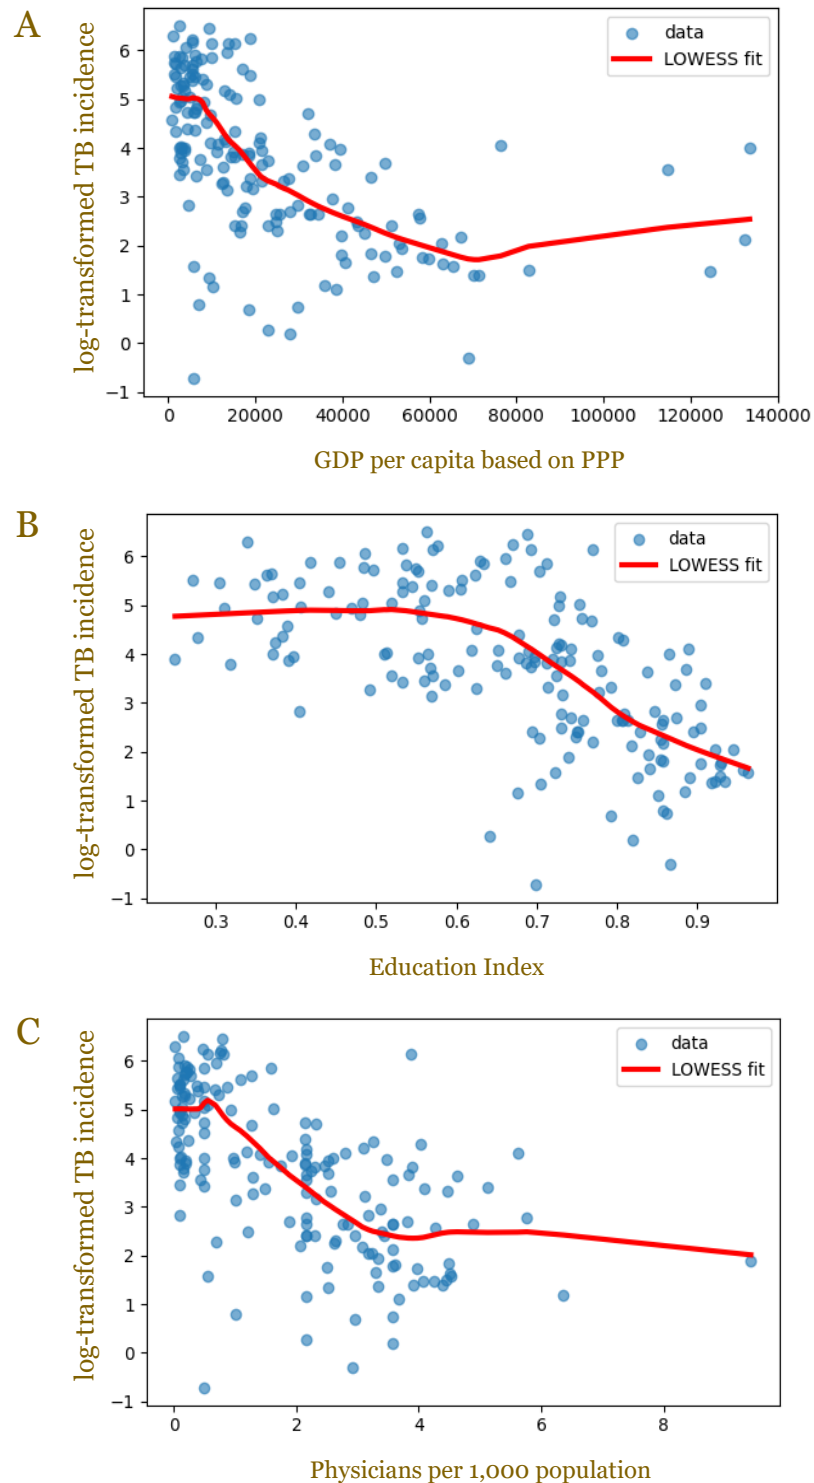 A
log-transformed TB incidence
6
5
4
3
2
1
0
−1
data
LOWESS fit
0 20000 40000 60000 80000 100000 120000 140000
GDP per capita based on PPP
B
log-transformed TB incidence
6
5
4
3
2
1
0
−1
data
LOWESS fit
0.3 0.4 0.5 0.6 0.7 0.8 0.9
Education Index
C
log-transformed TB incidence
6
5
4
3
2
1
0
−1
data
LOWESS fit
0 2 4 6 8
Physicians per 1,000 population